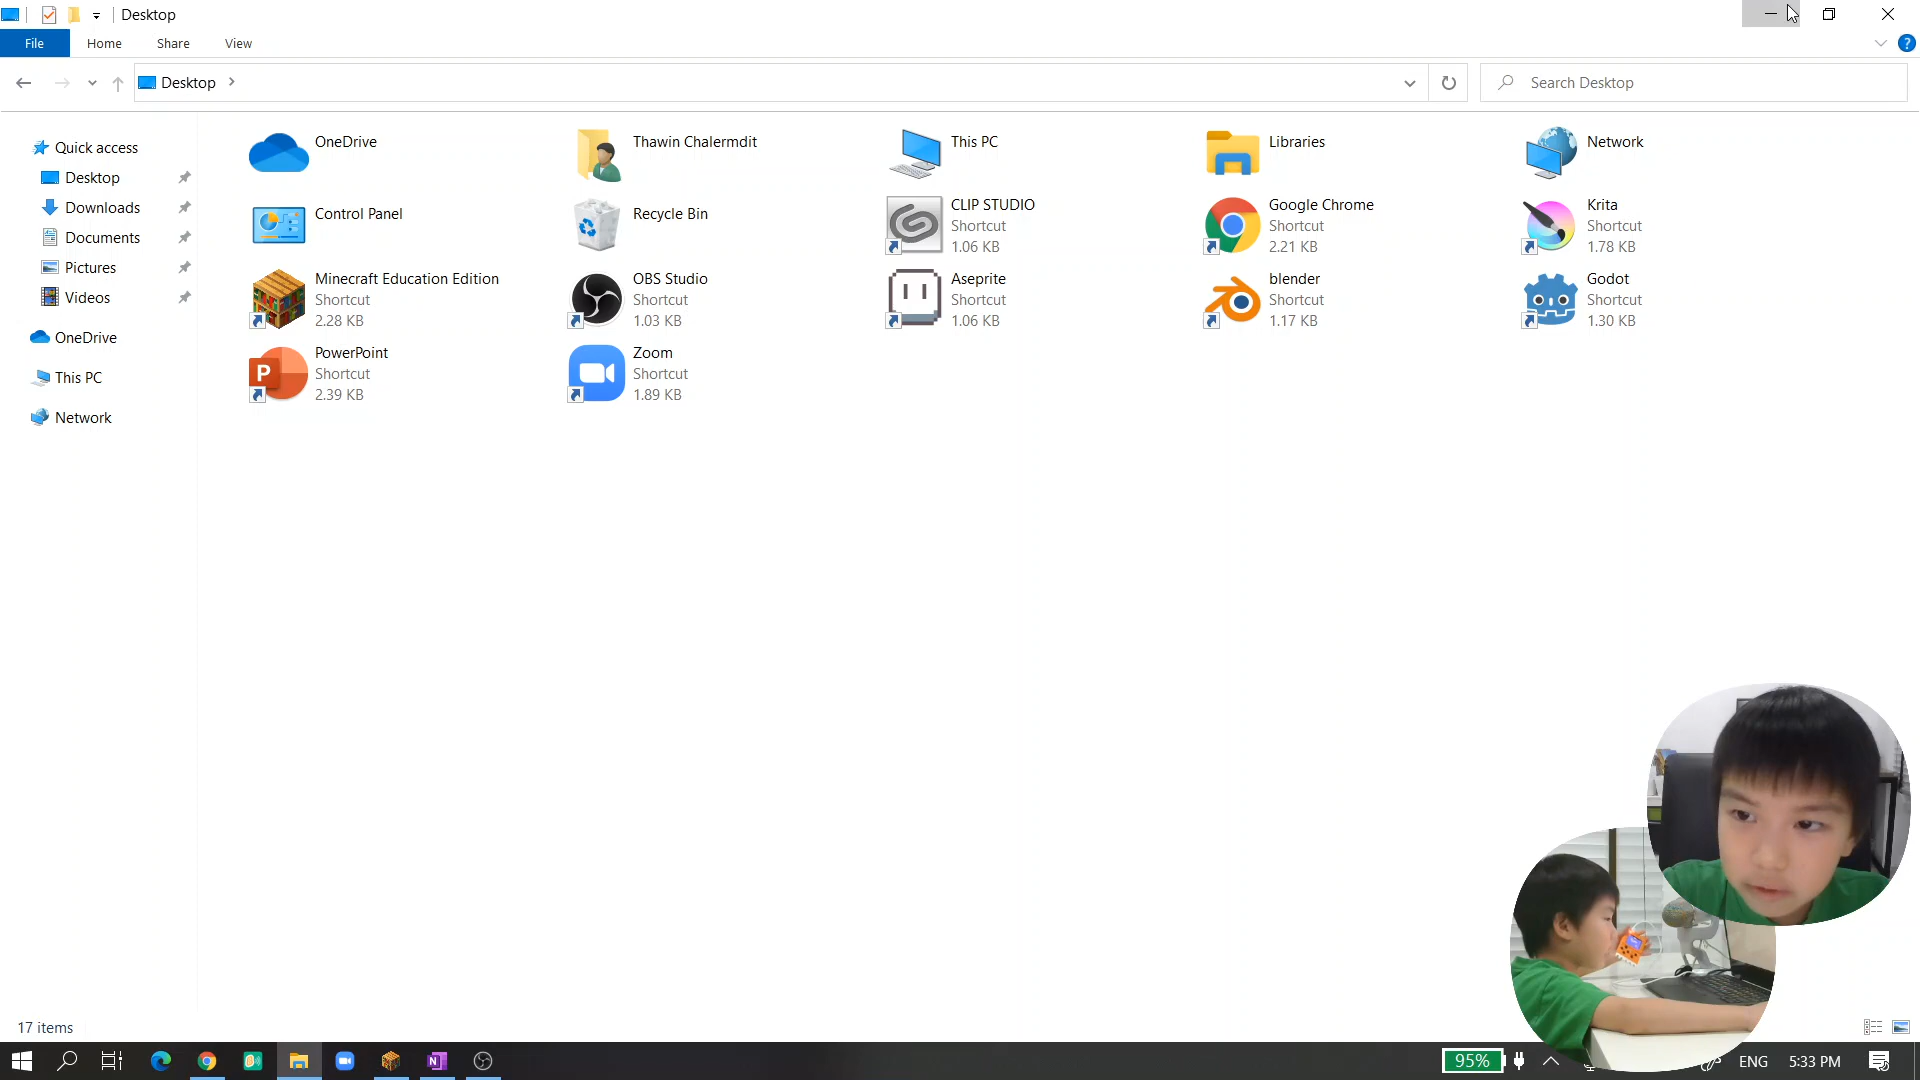 Desktop
File Home Share View
Desktop
Search Desktop
Quick access
Desktop
Downloads
Documents
Pictures
Videos
OneDrive
This PC
Network
OneDrive
Thawin Chalermdit
This PC
Libraries
Network
Control Panel
Recycle Bin
CLIP STUDIO
Shortcut
1.06 KB
Google Chrome
Shortcut
2.21 KB
Krita
Shortcut
1.78 KB
Minecraft Education Edition
Shortcut
2.28 KB
OBS Studio
Shortcut
1.03 KB
Aseprite
Shortcut
1.06 KB
blender
Shortcut
1.17 KB
Godot
Shortcut
1.30 KB
P
PowerPoint
Shortcut
2.39 KB
Zoom
Shortcut
1.89 KB
17 items
N
95%
ENG
5:33 PM